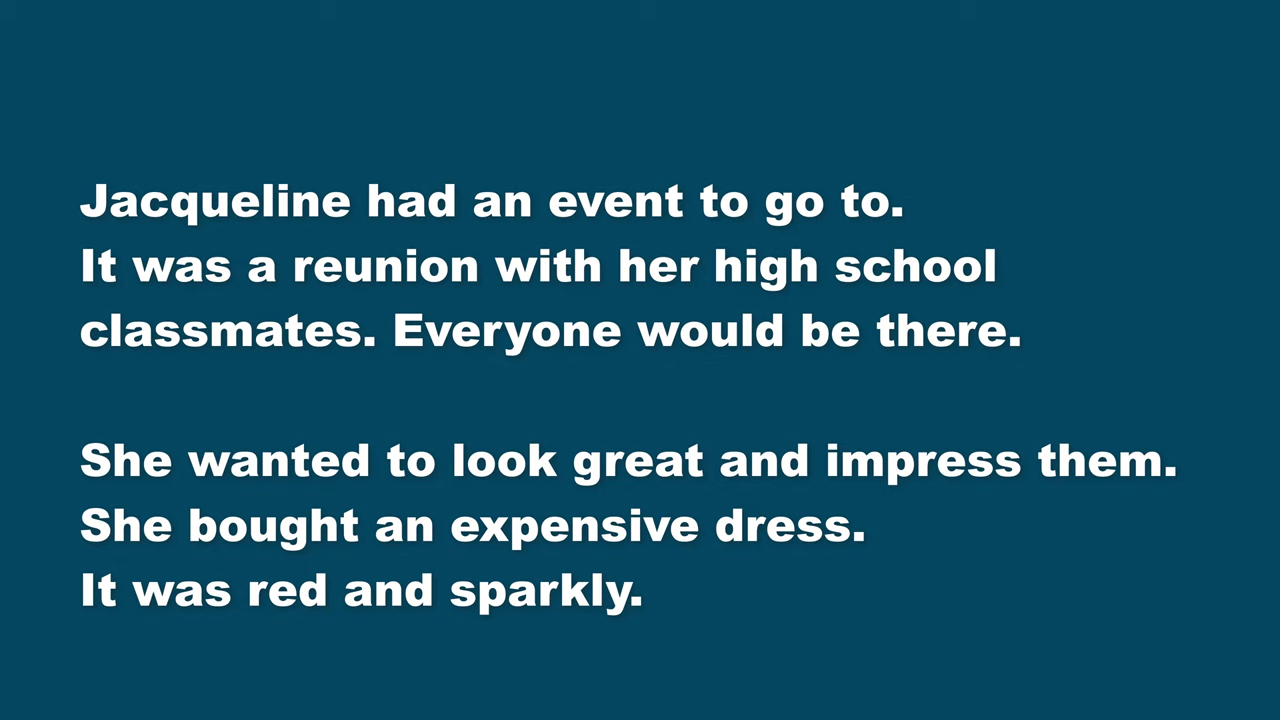 Jacqueline had an event to go to.
It was a reunion with her high school
classmates. Everyone would be there.
She wanted to look great and impress them.
She bought an expensive dress.
It was red and sparkly.